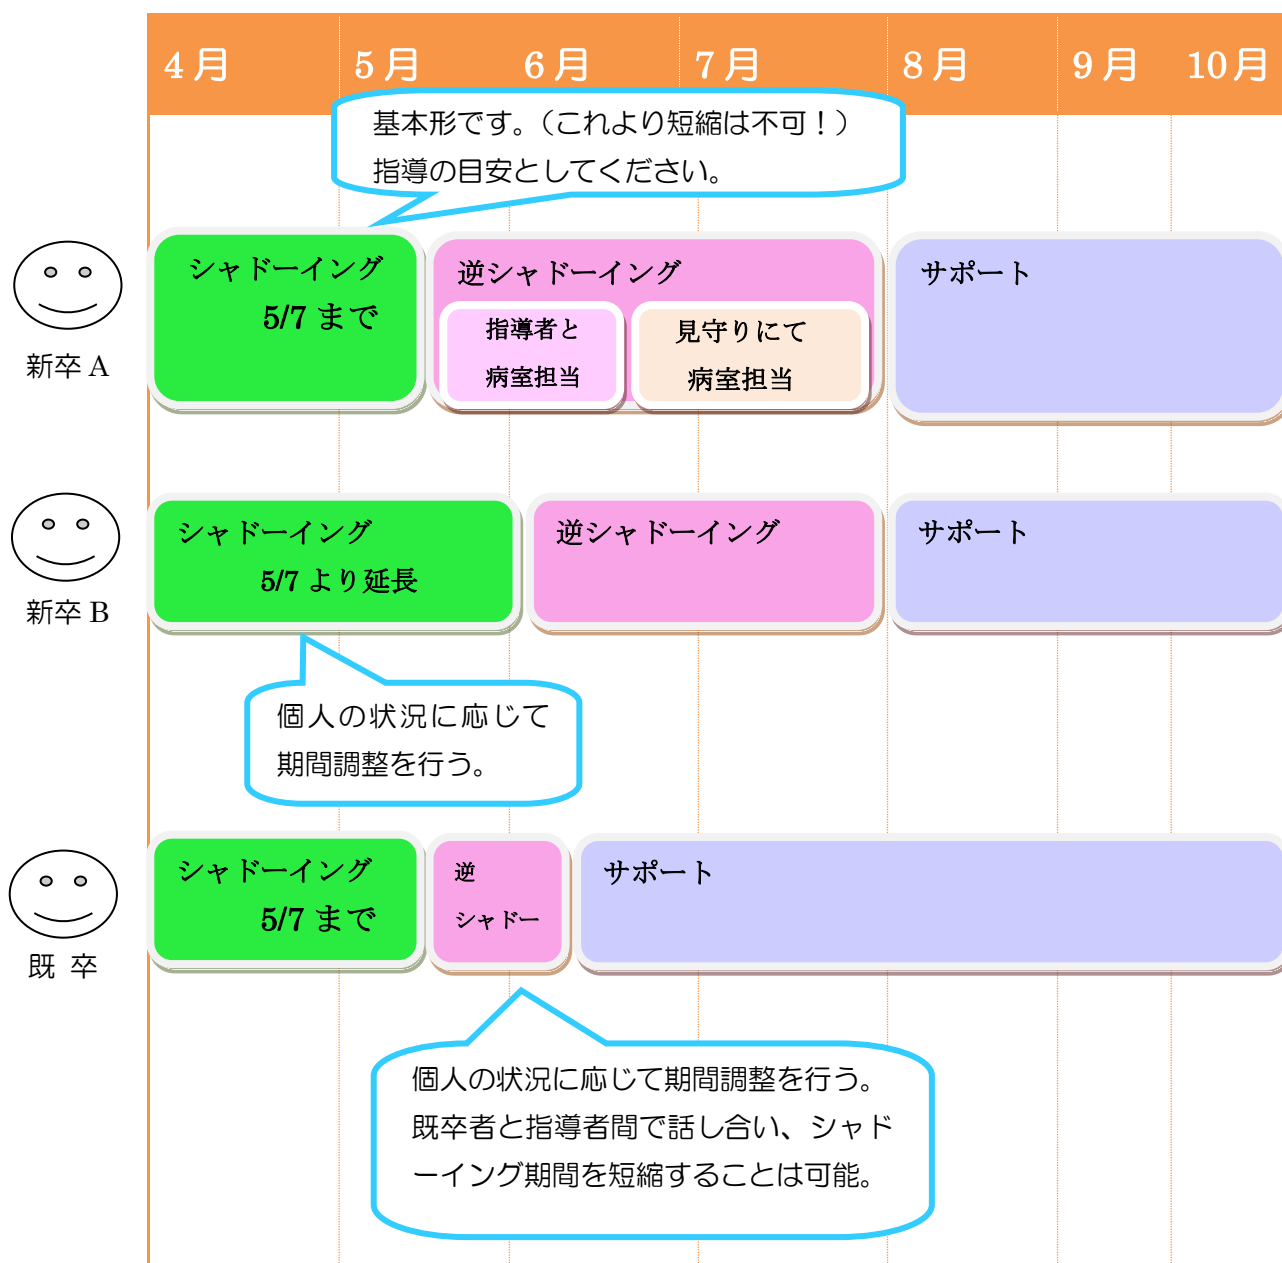 4月 5月 6月 7月 8月 9月 10月
基本形です。（これより短縮は不可！）
指導の目安としてください。
新卒 A
シャドーイング
5/7 まで
逆シャドーイング
指導者と
病室担当
見守りにて
病室担当
サポート
新卒 B
シャドーイング
5/7 より延長
逆シャドーイング
サポート
個人の状況に応じて
期間調整を行う。
既 卒
シャドーイング
5/7 まで
逆
シャドー
サポート
個人の状況に応じて期間調整を行う。
既卒者と指導者間で話し合い、シャド
ーイング期間を短縮することは可能。